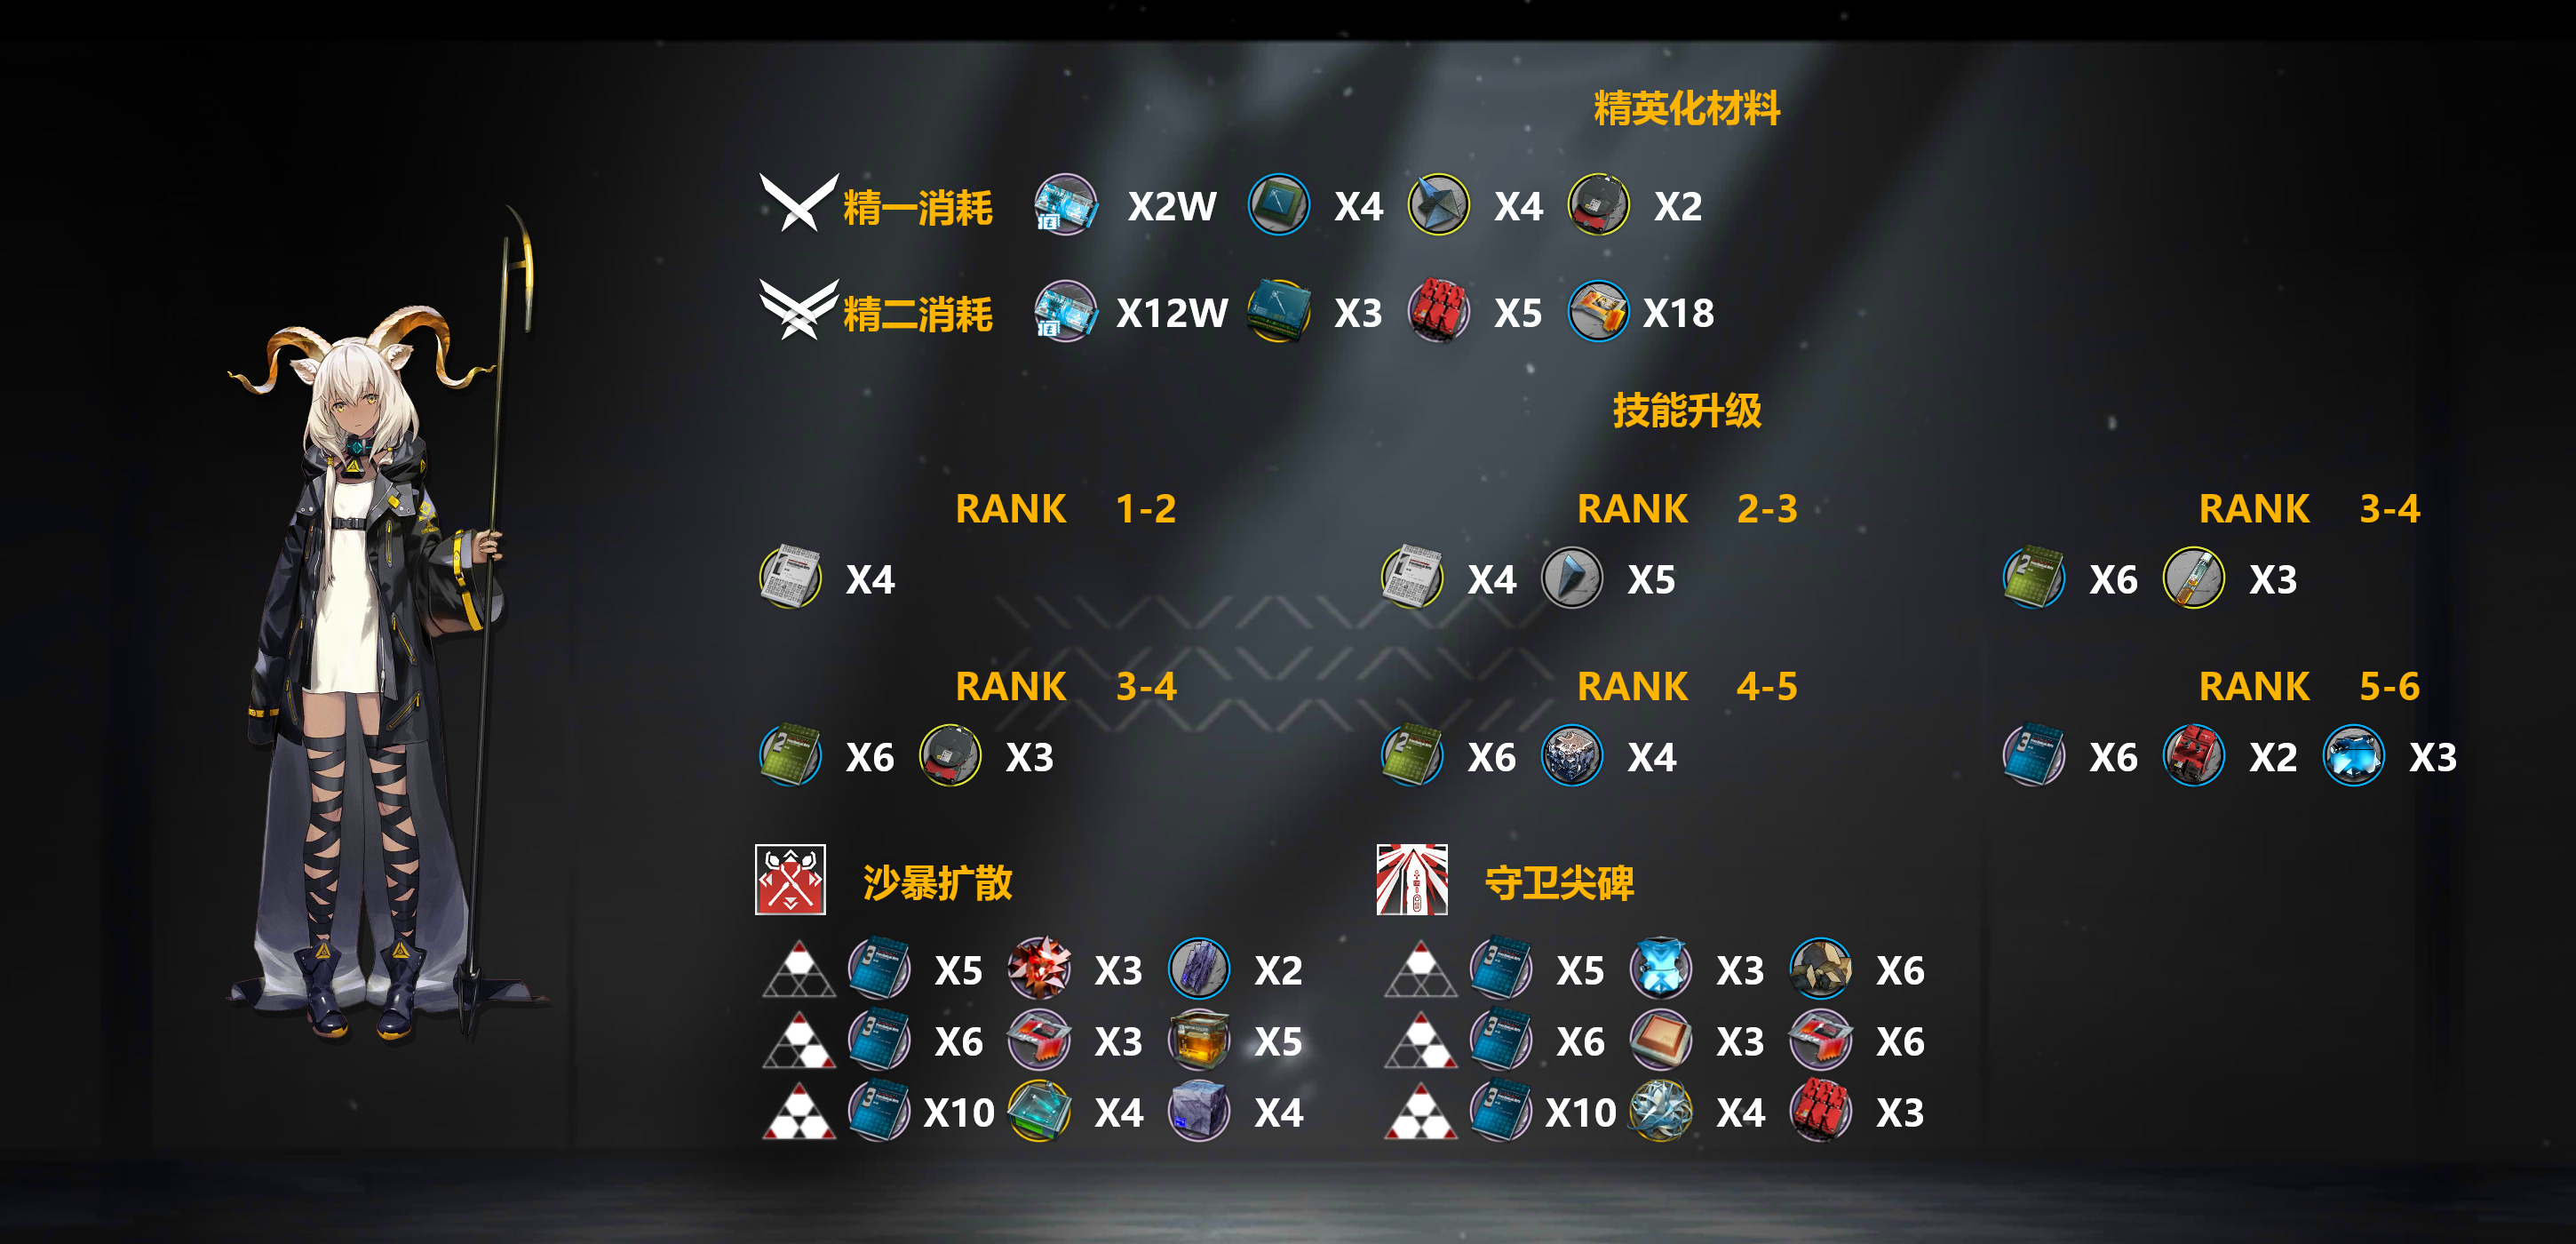 精英化材料
精一消耗 X2W X4 X4 X2
精二消耗 X12W X3 X5 X18
技能升级
RANK 1-2 RANK 2-3 RANK 3-4
X4 X4 X5 X6 X3
RANK 3-4 RANK 4-5 RANK 5-6
X6 X3 X6 X4 X6 X2 X3
沙暴扩散 守卫尖碑
X5 X3 X2 X5 X3 X6
X6 X3 X5 X6 X3 X6
X10 X4 X4 X10 X4 X3